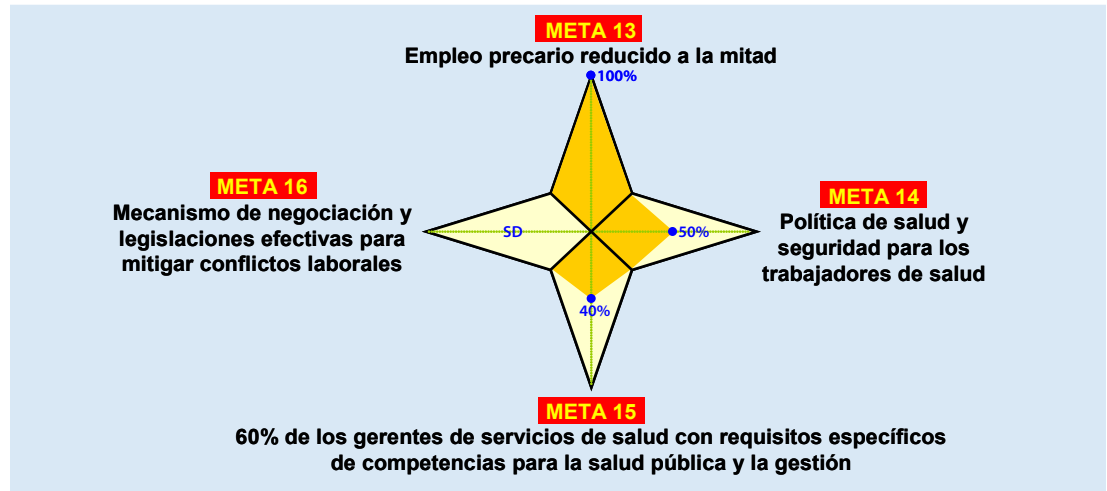 META 13
Empleo precario reducido a la mitad
100%
META 16
Mecanismo de negociación y
legislaciones efectivas para
mitigar conflictos laborales
SD
50%
META 14
Política de salud y
seguridad para los
trabajadores de salud
40%
META 15
60% de los gerentes de servicios de salud con requisitos específicos
de competencias para la salud pública y la gestión